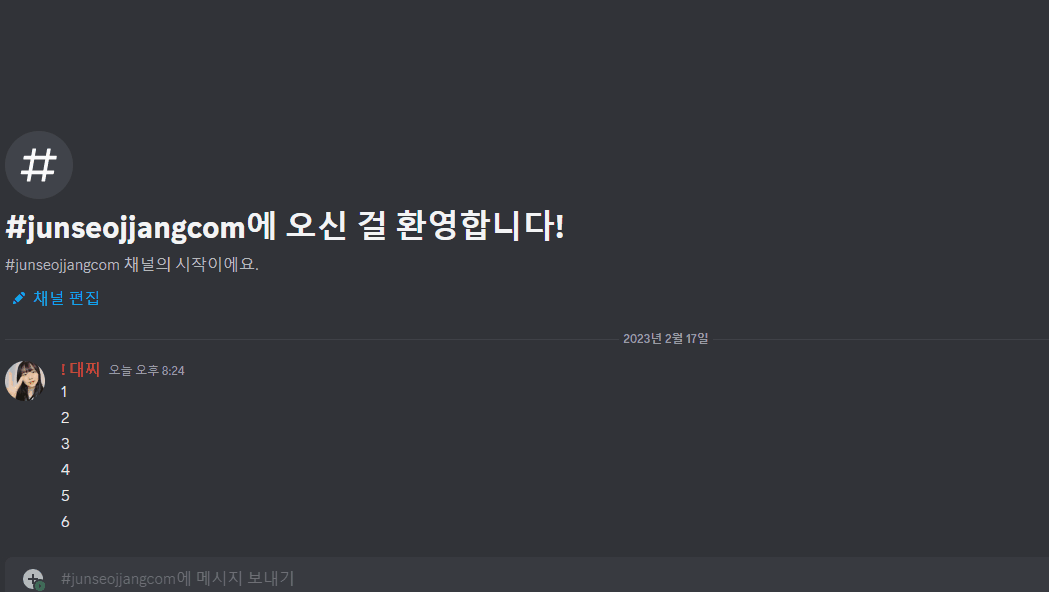 #junseojjangcom에 오신 걸 환영합니다!
#junseojjangcom 채널의 시작이에요.
채널 편집
2023년 2월 17일
! 대찌 오늘 오후 8:24
1
2
3
4
5
6
#junseojjangcom에 메시지 보내기